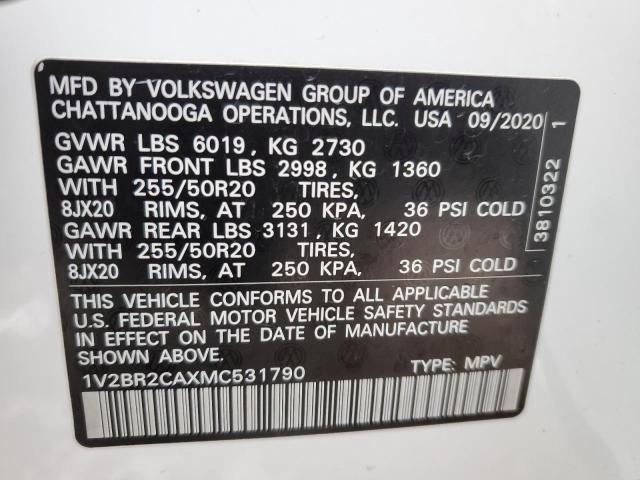 MFD BY VOLKSWAGEN GROUP OF AMERICA
CHATTANOOGA OPERATIONS, LLC. USA 09/2020
GVWR LBS 6019, KG 2730
GAWR FRONT LBS 2998, KG 1360
WITH 255/50R20 TIRES,
8JX20 RIMS, AT 250 KPA, 36 PSI COLD
GAWR REAR LBS 3131, KG 1420
WITH 255/50R20 TIRES,
8JX20 RIMS, AT 250 KPA, 36 PSI COLD
THIS VEHICLE CONFORMS TO ALL APPLICABLE
U.S. FEDERAL MOTOR VEHICLE SAFETY STANDARDS
IN EFFECT ON THE DATE OF MANUFACTURE
SHOWN ABOVE.
1V2BR2CAXMC531790 TYPE: MPV
3810322 1